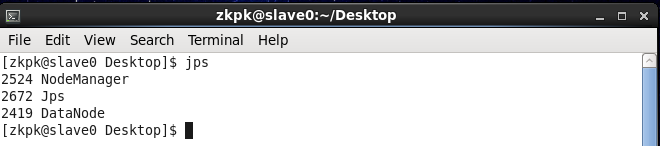 zkpk@slave0:~/Desktop
File Edit View Search Terminal Help
[zkpk@slave0 Desktop]$ jps
2524 NodeManager
2672 Jps
2419 DataNode
[zkpk@slave0 Desktop]$